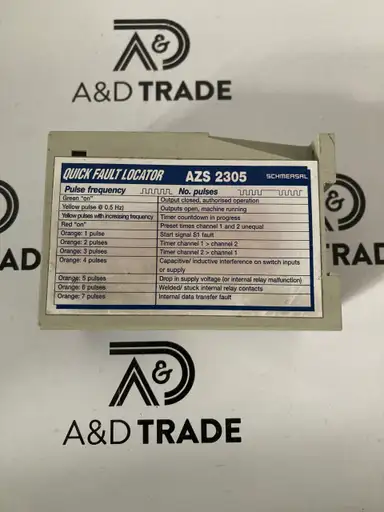 A&D TRADE
QUICK FAULT LOCATOR AZS 2305 SCHMERSAL
Pulse frequency No. pulses
Green "on" Output closed, authorised operation
Yellow pulse @ 0.5 Hz) Outputs open, machine running
Yellow pulses with increasing frequency) Timer countdown in progress
Red "on" Preset times channel 1 and 2 unequal
Orange: 1 pulse Start signal S1 fault
Orange: 2 pulses Timer channel 1 > channel 2
Orange: 3 pulses Timer channel 2 > channel 1
Orange: 4 pulses Capacitive/ inductive interference on switch inputs
or supply
Orange: 5 pulses Drop in supply voltage (or internal relay malfunction)
Orange: 6 pulses Welded/ stuck internal relay contacts
Orange: 7 pulses Internal data transfer fault
A&D TRADE